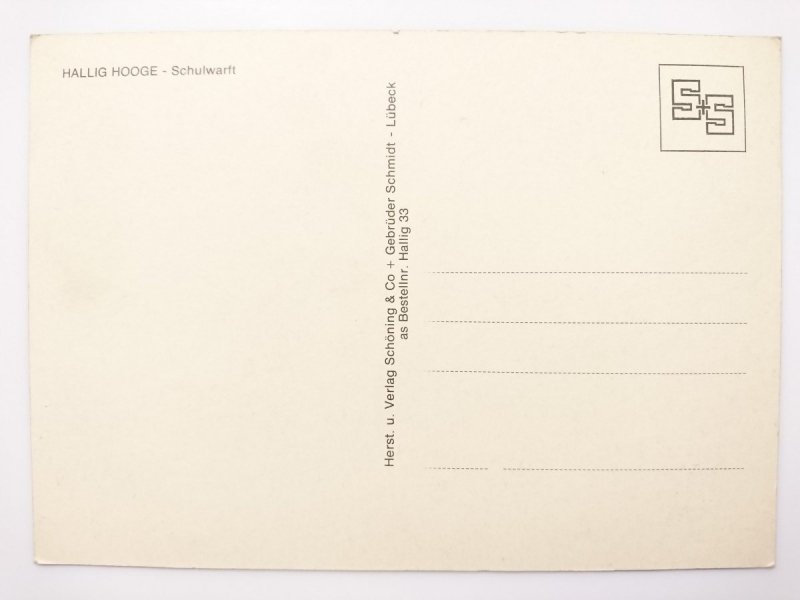 HALLIG HOOGE - Schulwarft
Herst. u. Verlag Schöning & Co + Gebrüder Schmidt - Lübeck
as Bestellnr. Hallig 33
S+S